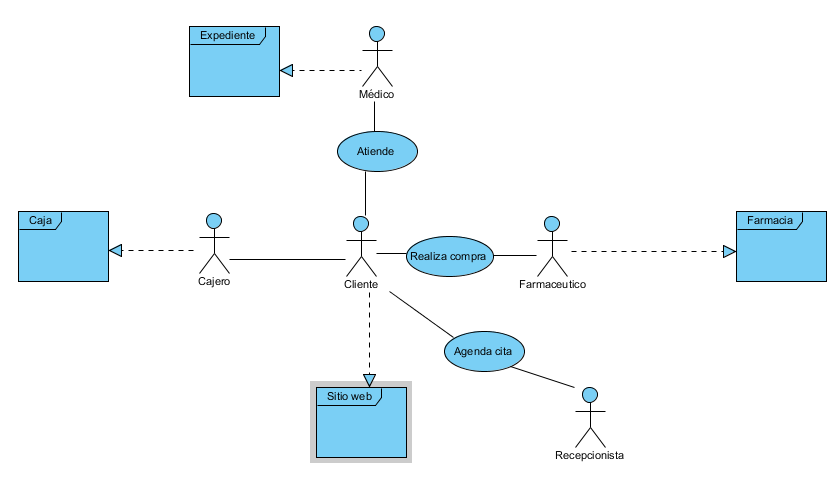 Expediente
Médico
Atiende
Caja
Cajero
Cliente
Realiza compra
Farmaceutico
Farmacia
Agenda cita
Sitio web
Recepcionista